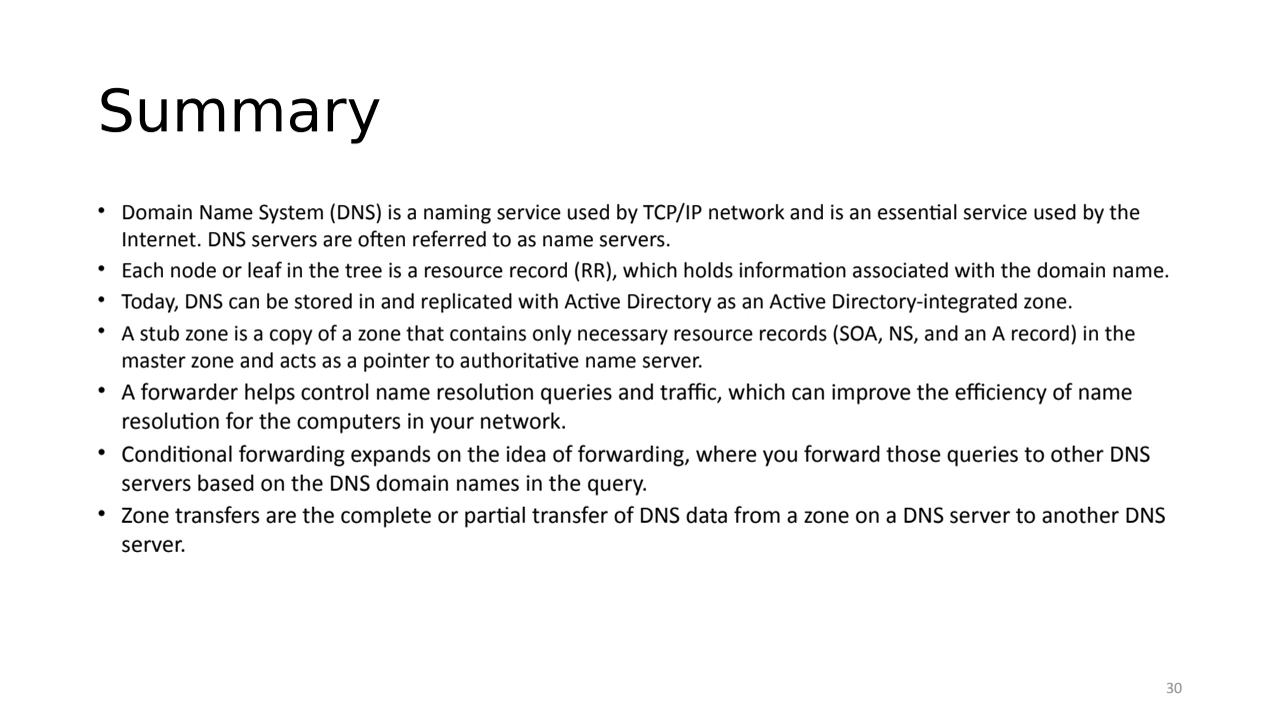 Summary
• Domain Name System (DNS) is a naming service used by TCP/IP network and is an essential service used by the
Internet. DNS servers are often referred to as name servers.
• Each node or leaf in the tree is a resource record (RR), which holds information associated with the domain name.
• Today, DNS can be stored in and replicated with Active Directory as an Active Directory-integrated zone.
• A stub zone is a copy of a zone that contains only necessary resource records (SOA, NS, and an A record) in the
master zone and acts as a pointer to authoritative name server.
• A forwarder helps control name resolution queries and traffic, which can improve the efficiency of name
resolution for the computers in your network.
• Conditional forwarding expands on the idea of forwarding, where you forward those queries to other DNS
servers based on the DNS domain names in the query.
• Zone transfers are the complete or partial transfer of DNS data from a zone on a DNS server to another DNS
server.
30